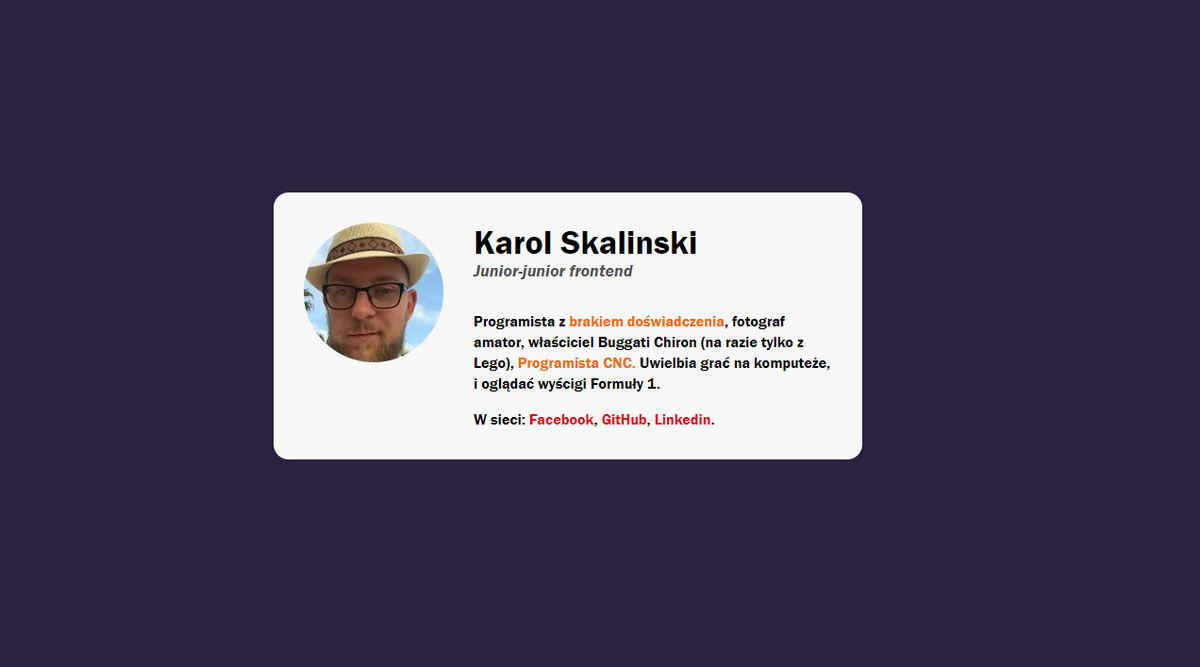 Karol Skalinski
Junior-junior frontend
Programista z brakiem doświadczenia, fotograf
amator, właściciel Buggati Chiron (na razie tylko z
Lego), Programista CNC. Uwielbia grać na komputeże,
i oglądać wyścigi Formuły 1.
W sieci: Facebook, GitHub, Linkedin.